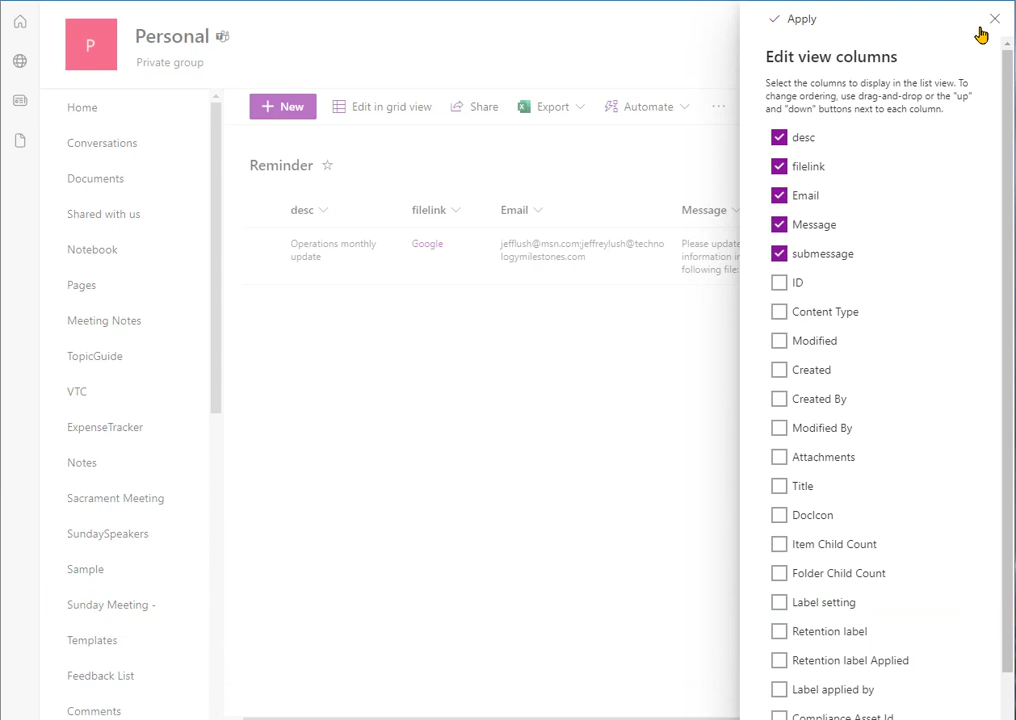 P
Personal
Private group
Home
Conversations
Documents
Shared with us
Notebook
Pages
Meeting Notes
TopicGuide
VTC
ExpenseTracker
Notes
Sacrament Meeting
SundaySpeakers
Sample
Sunday Meeting -
Templates
Feedback List
Comments
New
Edit in grid view
Share
Export
Automate
Reminder
desc
filelink
Email
Message
Operations monthly
update
Google
jefflush@msn.com;jeffreylush@techno
logymilestones.com
Please update
information in
following file:
Apply
Edit view columns
Select the columns to display in the list view. To
change ordering, use drag-and-drop or the "up"
and "down" buttons next to each column.
desc
filelink
Email
Message
submessage
ID
Content Type
Modified
Created
Created By
Modified By
Attachments
Title
DocIcon
Item Child Count
Folder Child Count
Label setting
Retention label
Retention label Applied
Label applied by
Compliance Asset Id